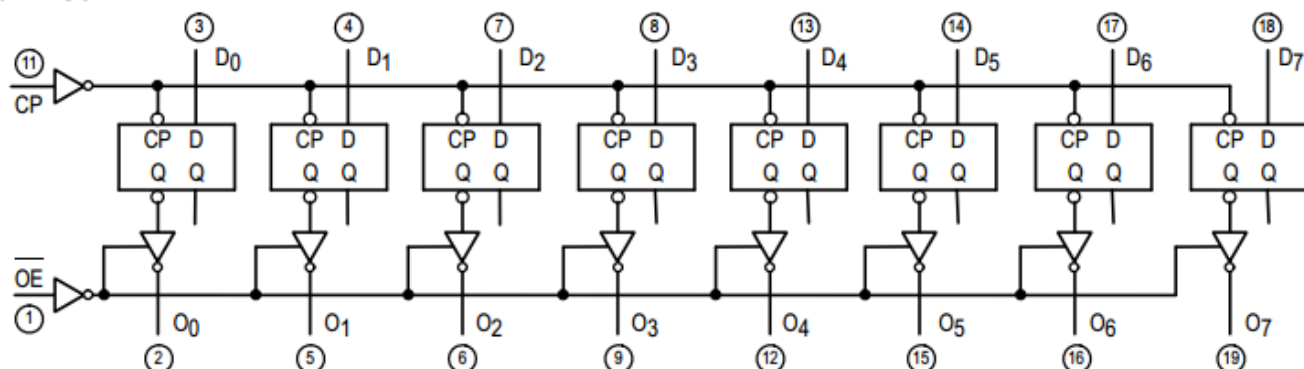 3 4 7 8 13 14 17 18
11 D0 D1 D2 D3 D4 D5 D6 D7
CP
CP D CP D CP D CP D CP D CP D CP D CP D
Q Q Q Q Q Q Q Q Q Q Q Q Q Q Q Q
OE
1 O0 O1 O2 O3 O4 O5 O6 O7
2 5 6 9 12 15 16 19